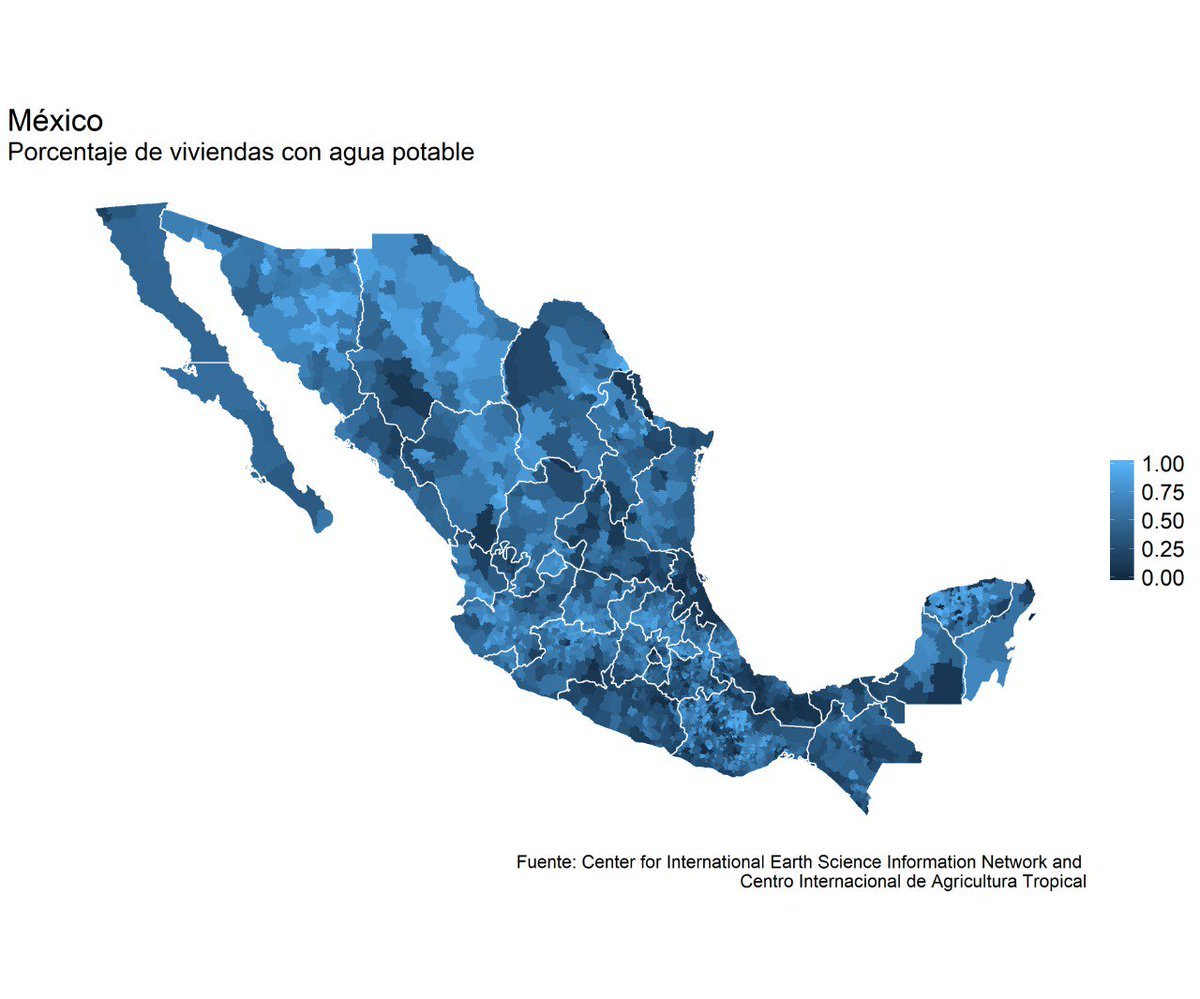 México
Porcentaje de viviendas con agua potable
1.00
0.75
0.50
0.25
0.00
Fuente: Center for International Earth Science Information Network and
Centro Internacional de Agricultura Tropical